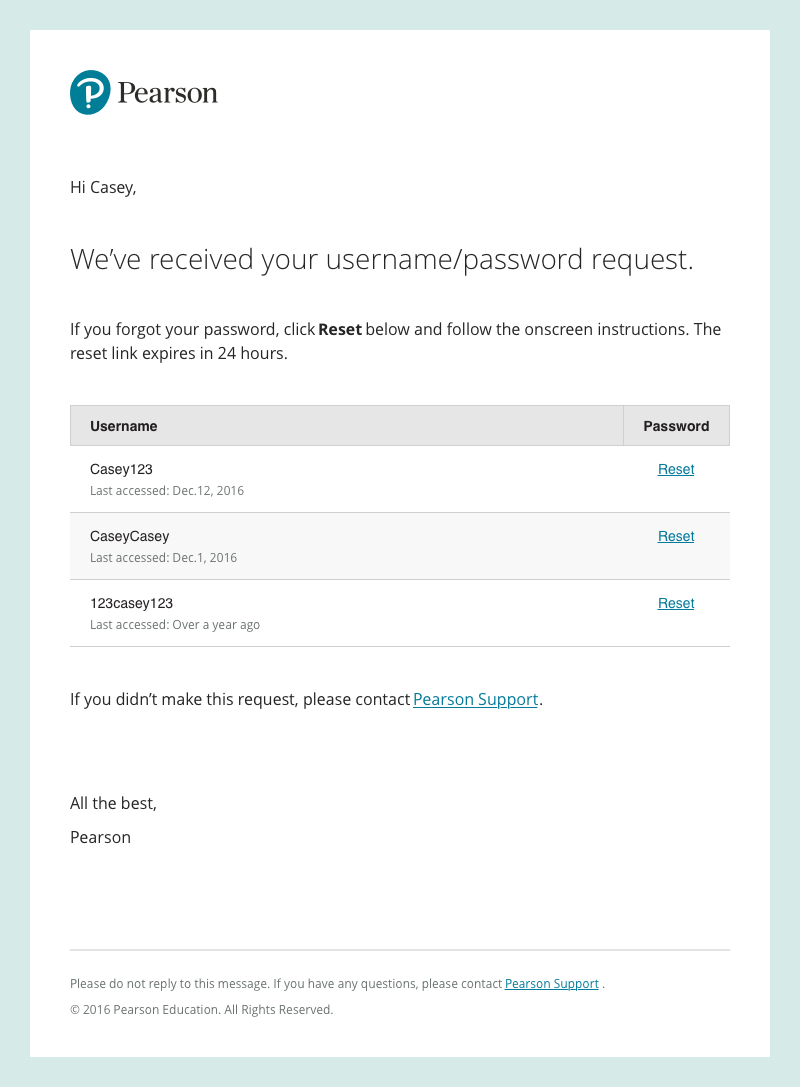 Pearson
Hi Casey,
We’ve received your username/password request.
If you forgot your password, click Reset below and follow the onscreen instructions. The
reset link expires in 24 hours.
Username Password
Casey123 Reset
Last accessed: Dec.12, 2016
CaseyCasey Reset
Last accessed: Dec.1, 2016
123casey123 Reset
Last accessed: Over a year ago
If you didn’t make this request, please contact Pearson Support.
All the best,
Pearson
Please do not reply to this message. If you have any questions, please contact Pearson Support .
© 2016 Pearson Education. All Rights Reserved.